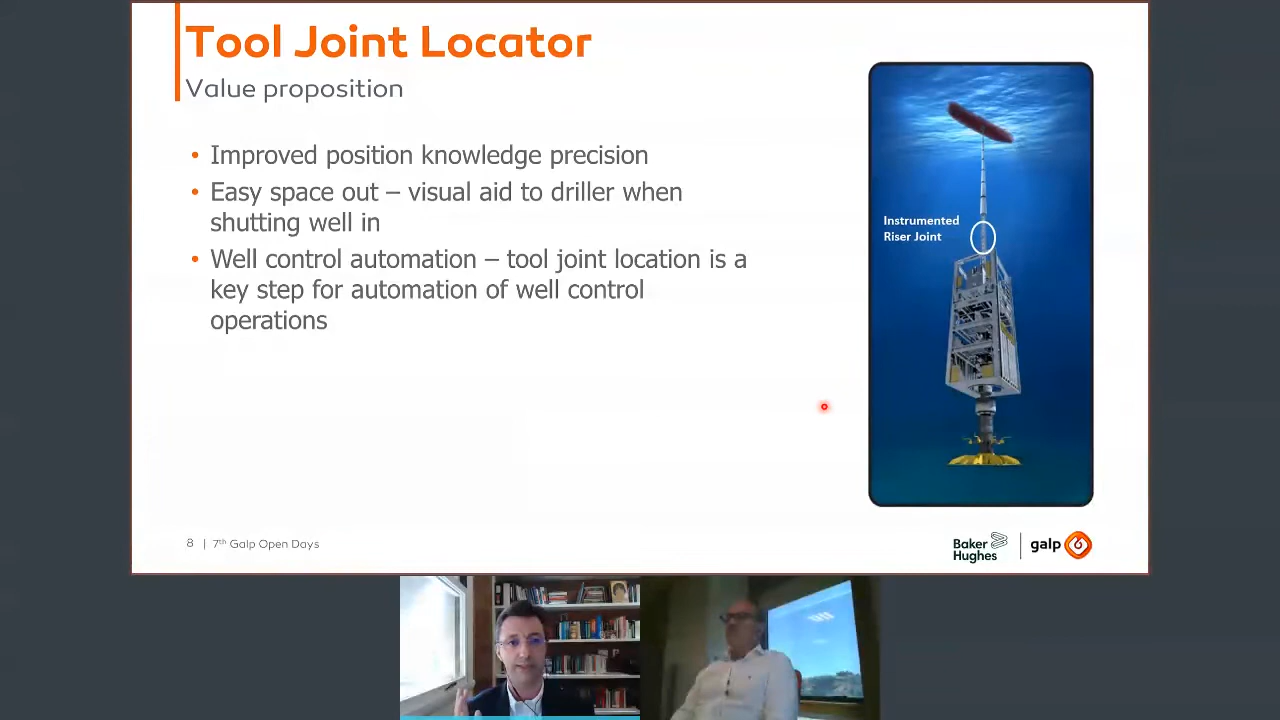 Tool Joint Locator
Value proposition
• Improved position knowledge precision
• Easy space out – visual aid to driller when
shutting well in
• Well control automation – tool joint location is a
key step for automation of well control
operations
Instrumented
Riser Joint
8 | 7th Galp Open Days
Baker
Hughes
galp